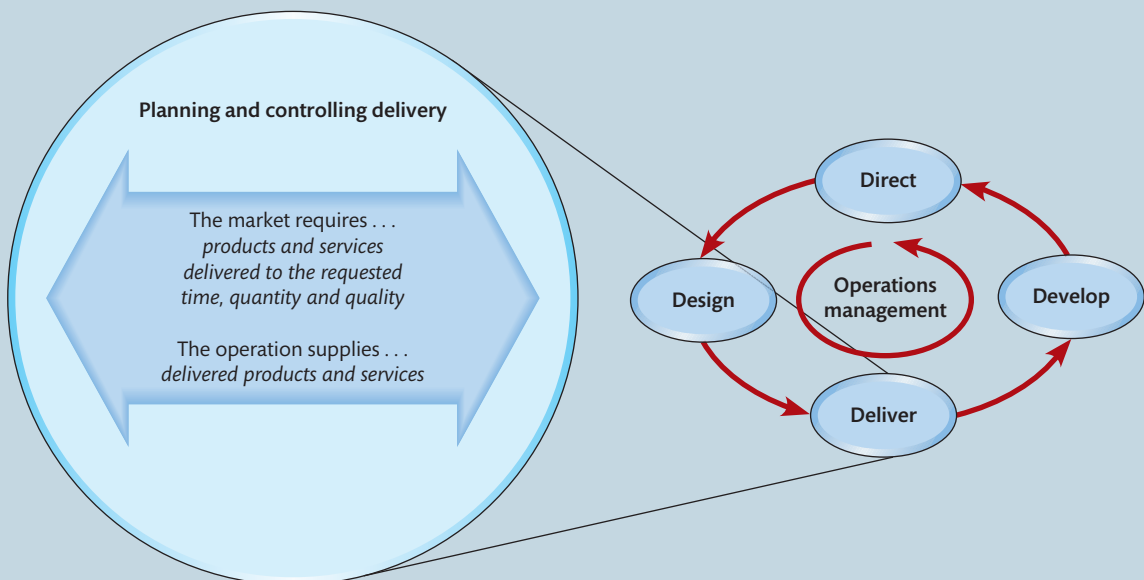 Planning and controlling delivery
The market requires . . .
products and services
delivered to the requested
time, quantity and quality
The operation supplies . . .
delivered products and services
Direct
Design
Operations
management
Develop
Deliver